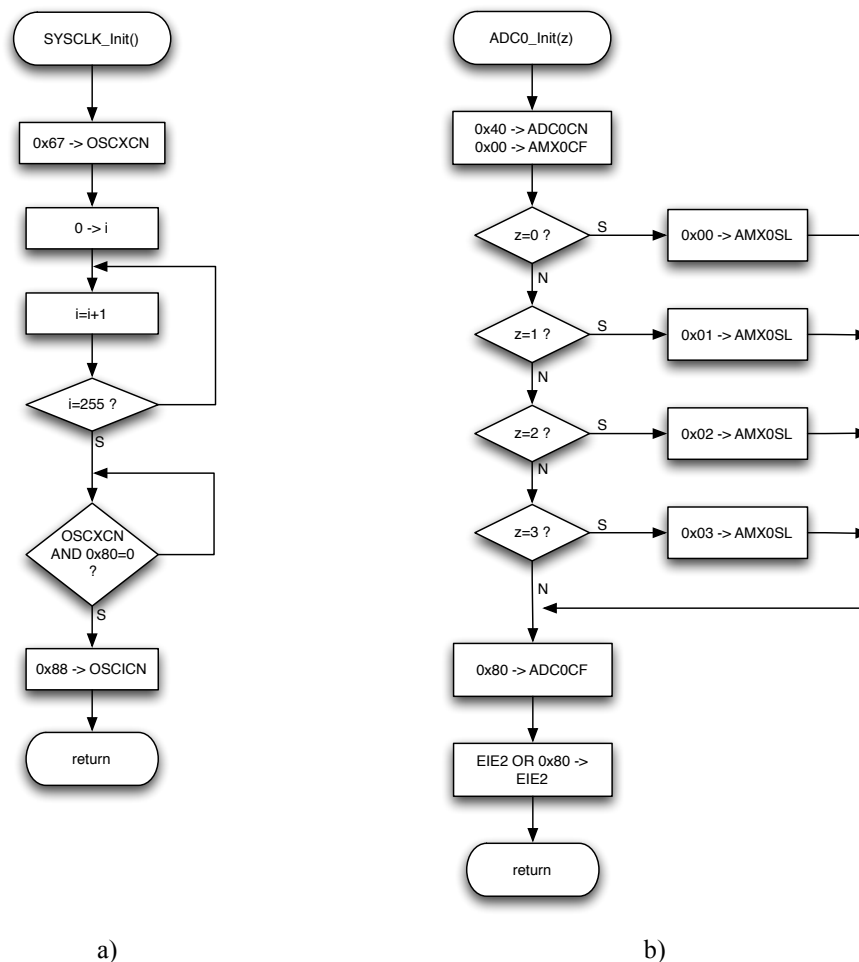 SYSCLK_Init()
0x67 -> OSCXCN
0 -> i
i=i+1
i=255 ?
S
OSCXCN
AND 0x80=0
?
S
0x88 -> OSCICN
return
a)
ADC0_Init(z)
0x40 -> ADC0CN
0x00 -> AMX0CF
z=0 ?
S
0x00 -> AMX0SL
N
z=1 ?
S
0x01 -> AMX0SL
N
z=2 ?
S
0x02 -> AMX0SL
N
z=3 ?
S
0x03 -> AMX0SL
N
0x80 -> ADC0CF
EIE2 OR 0x80 ->
EIE2
return
b)